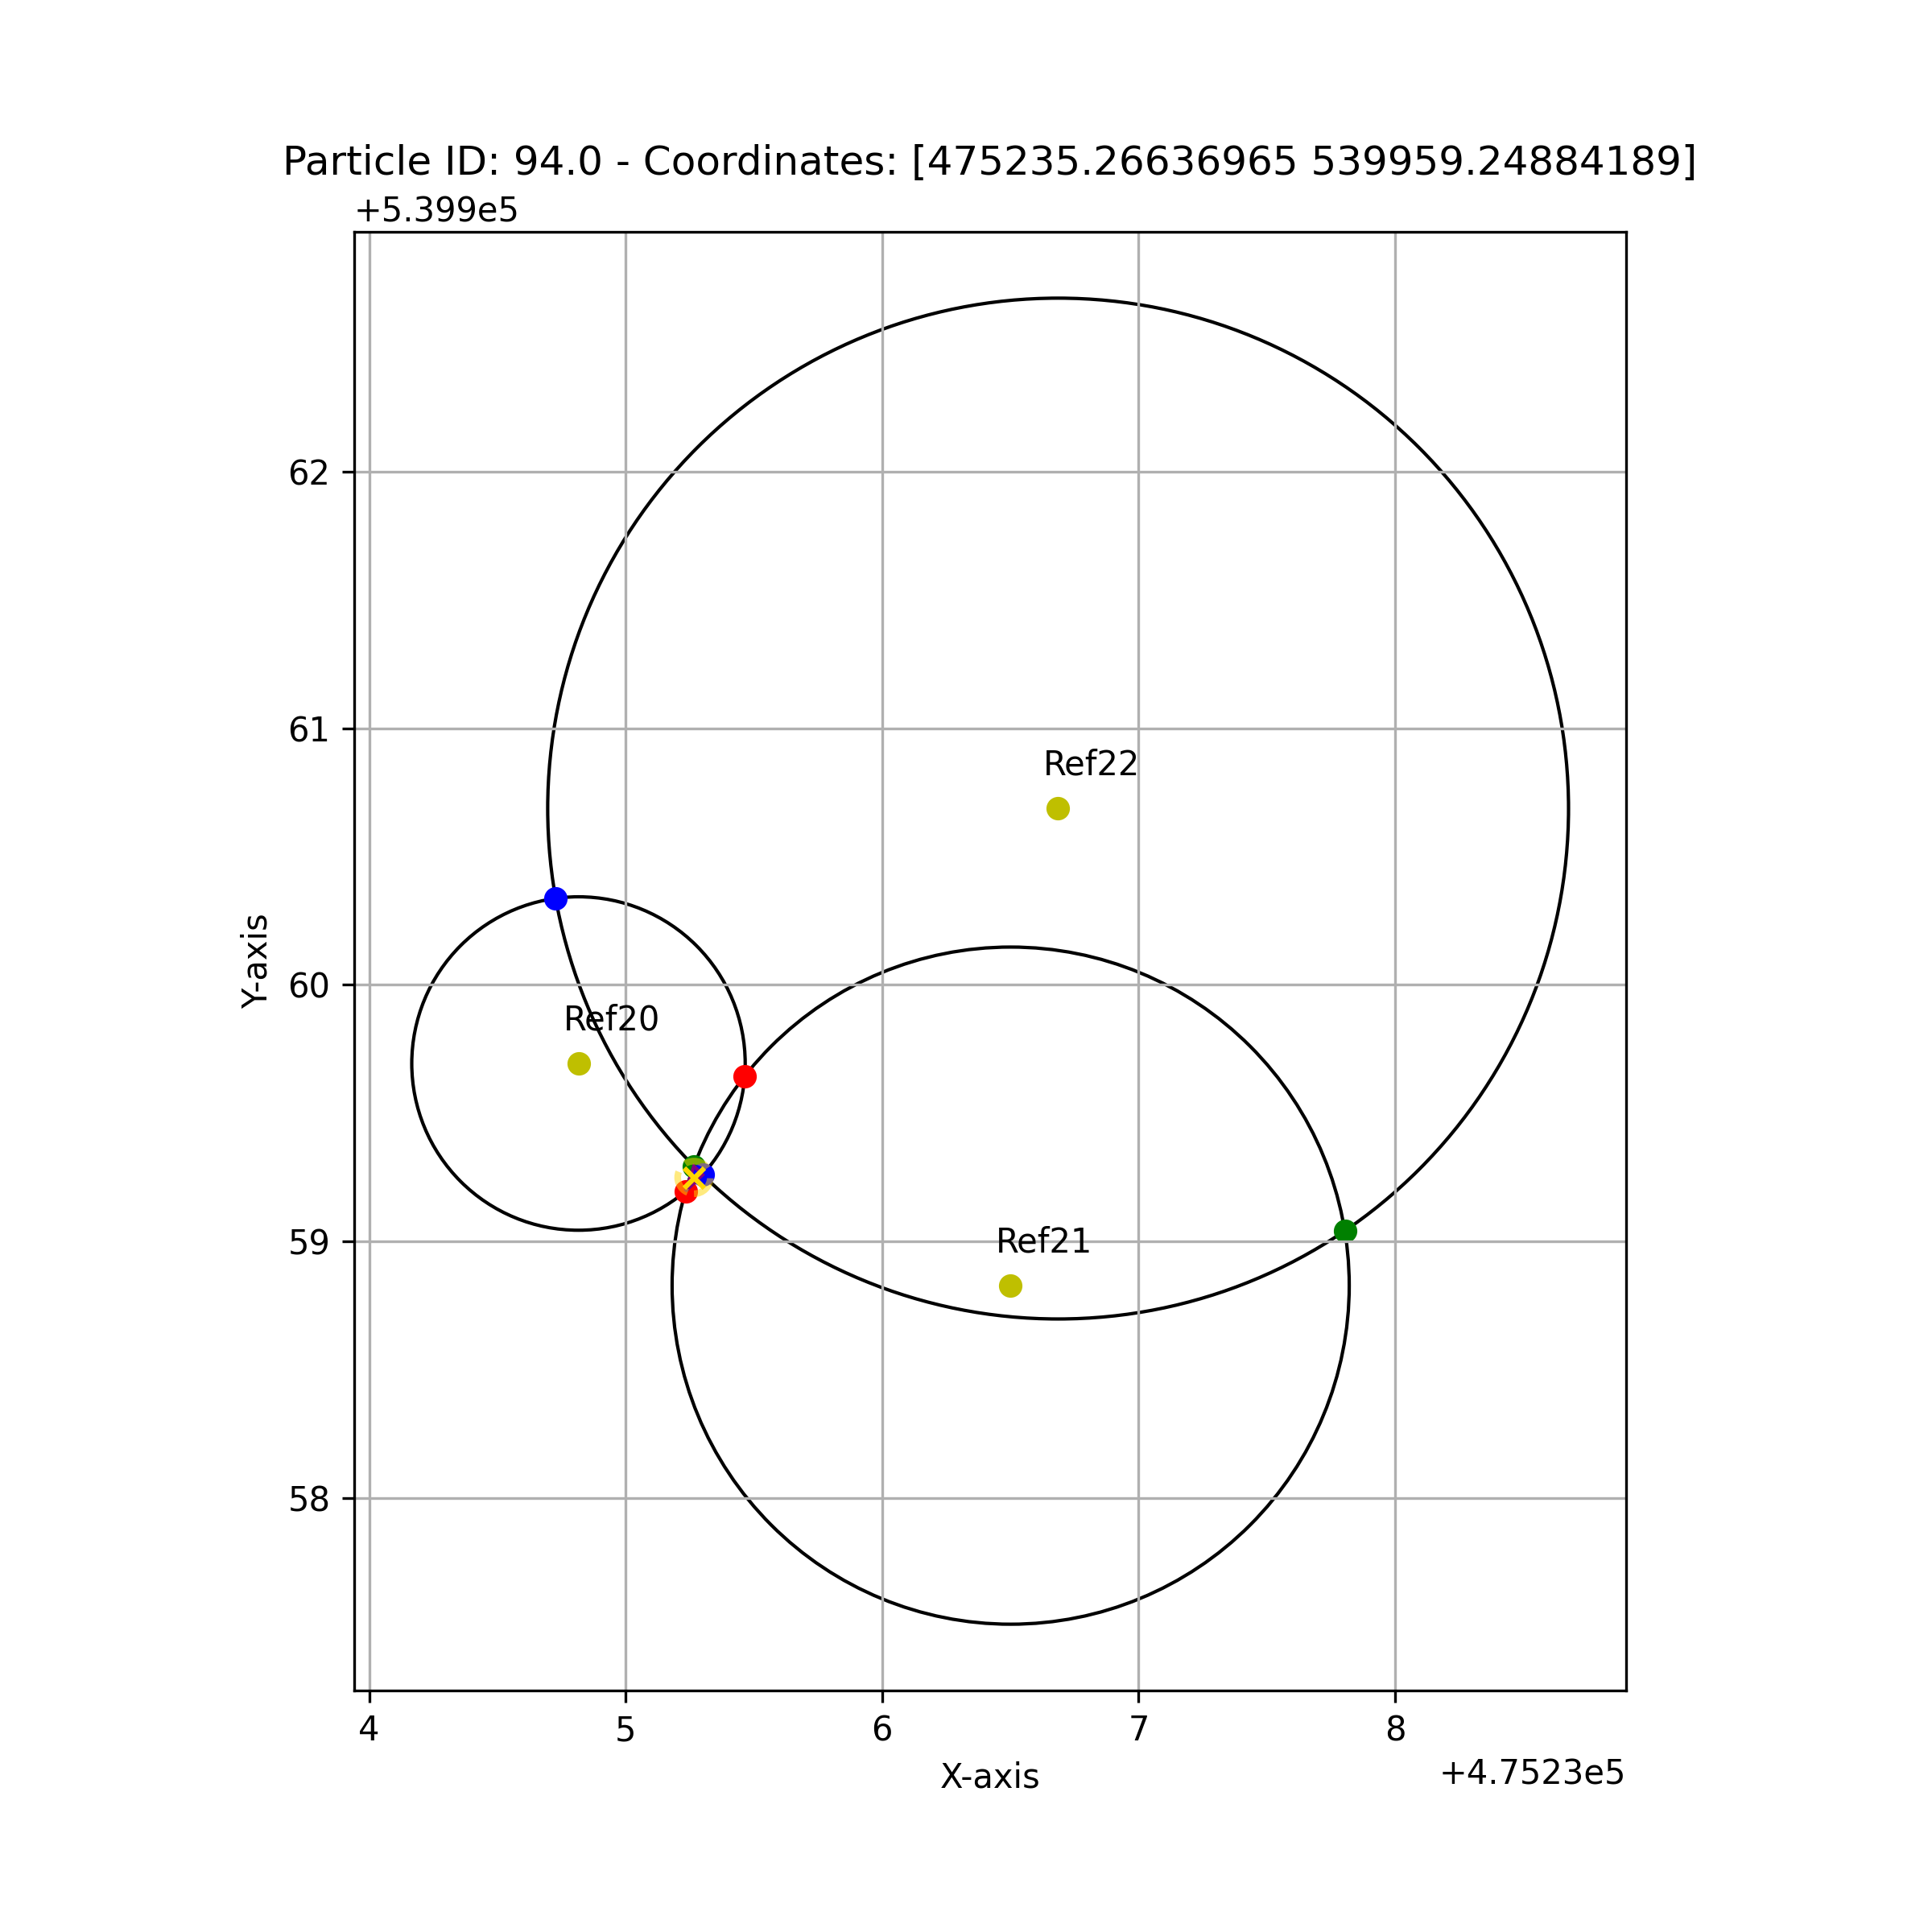 Particle ID: 94.0 - Coordinates: [475235.26636965 539959.24884189]
+5.399e5
62
61
Ref22
60
Ref20
Y-axis
59
Ref21
58
4 5 6 7 8
X-axis
+4.7523e5